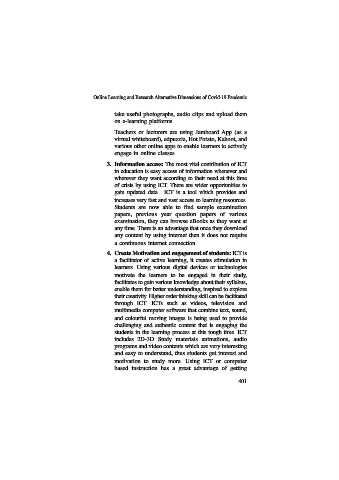 Online Learning and Research Alternative Dimensions of Covid-19 Pandemic
take useful photographs, audio clips and upload them
on e-learning platforms
Teachers or lecturers are using Jamboard App (as a
virtual whiteboard), edpuzzle, Hot Potato, Kahoot, and
various other online apps to enable learners to actively
engage in online classes
3. Information access: The most vital contribution of ICT
in education is easy access of information whenever and
wherever they want according to their need at this time
of crisis by using ICT. There are wider opportunities to
gain updated data. ICT is a tool which provides and
increases very fast and vast access to learning resources.
Students are now able to find sample examination
papers, previous year question papers of various
examination, they can browse eBooks as they want at
any time. There is an advantage that once they download
any content by using internet then it does not require
a continuous internet connection.
4. Create Motivation and engagement of students: ICT is
a facilitator of active learning, it creates stimulation in
learners. Using various digital devices or technologies
motivate the learners to be engaged in their study,
facilitates to gain various knowledge about their syllabus,
enable them for better understanding, inspired to explore
their creativity. Higher order thinking skill can be facilitated
through ICT. ICTs such as videos, television and
multimedia computer software that combine text, sound,
and colourful moving images is being used to provide
challenging and authentic content that is engaging the
students in the learning process at this tough time. ICT
includes 2D-3D Study materials animations, audio
programs and video contents which are very interesting
and easy to understand, thus students get interest and
motivation to study more. Using ICT or computer
based instruction has a great advantage of getting
401